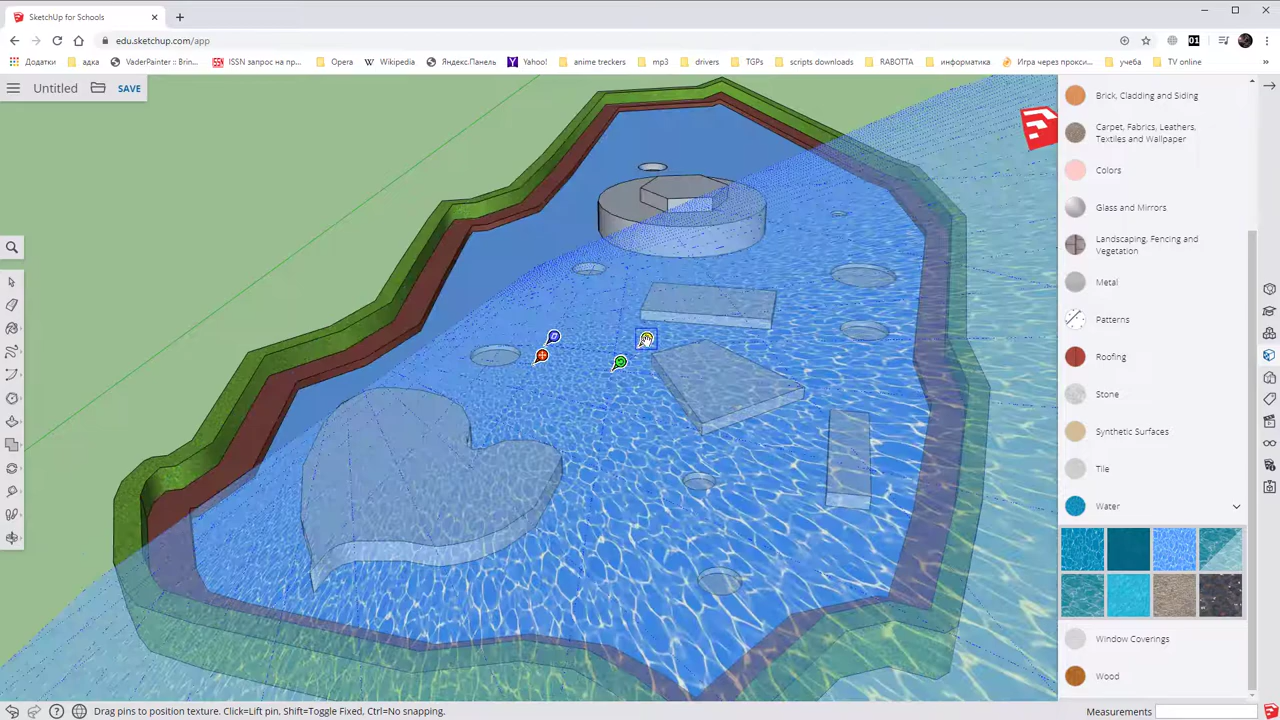 SketchUp for Schools
edu.sketchup.com/app
Додатки
адка
VaderPainter :: Brin...
Wikipedia
ISSN запрос на пр...
Opera
Яндекс.Панель
Yahoo!
anime treckers
mp3
drivers
TGPs
scripts downloads
RABOTTA
информатика
Игра через проксі...
учеба
TV online
Untitled
SAVE
Brick, Cladding and Siding
Carpet, Fabrics, Leathers,
Textiles and Wallpaper
Colors
Glass and Mirrors
Landscaping, Fencing and
Vegetation
Metal
Patterns
Roofing
Stone
Synthetic Surfaces
Tile
Water
Window Coverings
Wood
Drag pins to position texture. Click=Lift pin, Shift=Toggle Fixed, Ctrl=No snapping.
Measurements